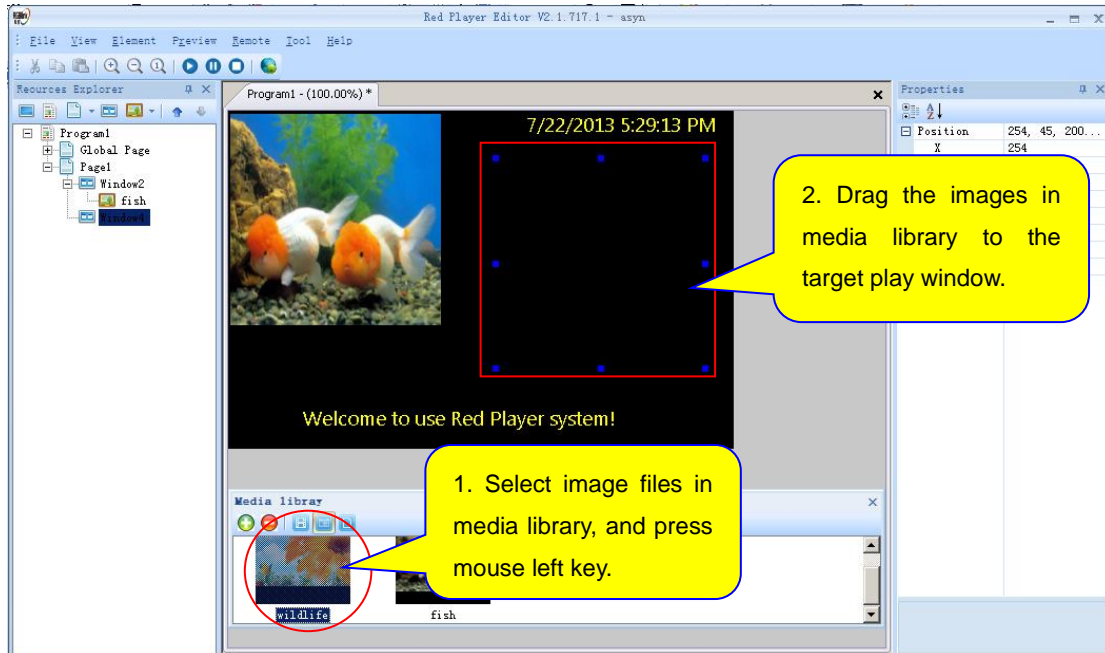 Red Player Editor V2.1.717.1 - asyn
File View Element Preview Remote Tool Help
Recources Explorer
Program1
Global Page
Page1
Window2
fish
Window4
Program1 - (100.00%) *
7/22/2013 5:29:13 PM
Welcome to use Red Player system!
Properties
Position 254, 45, 200...
X 254
2. Drag the images in
media library to the
target play window.
1. Select image files in
media library, and press
mouse left key.
Media library
wildlife
fish